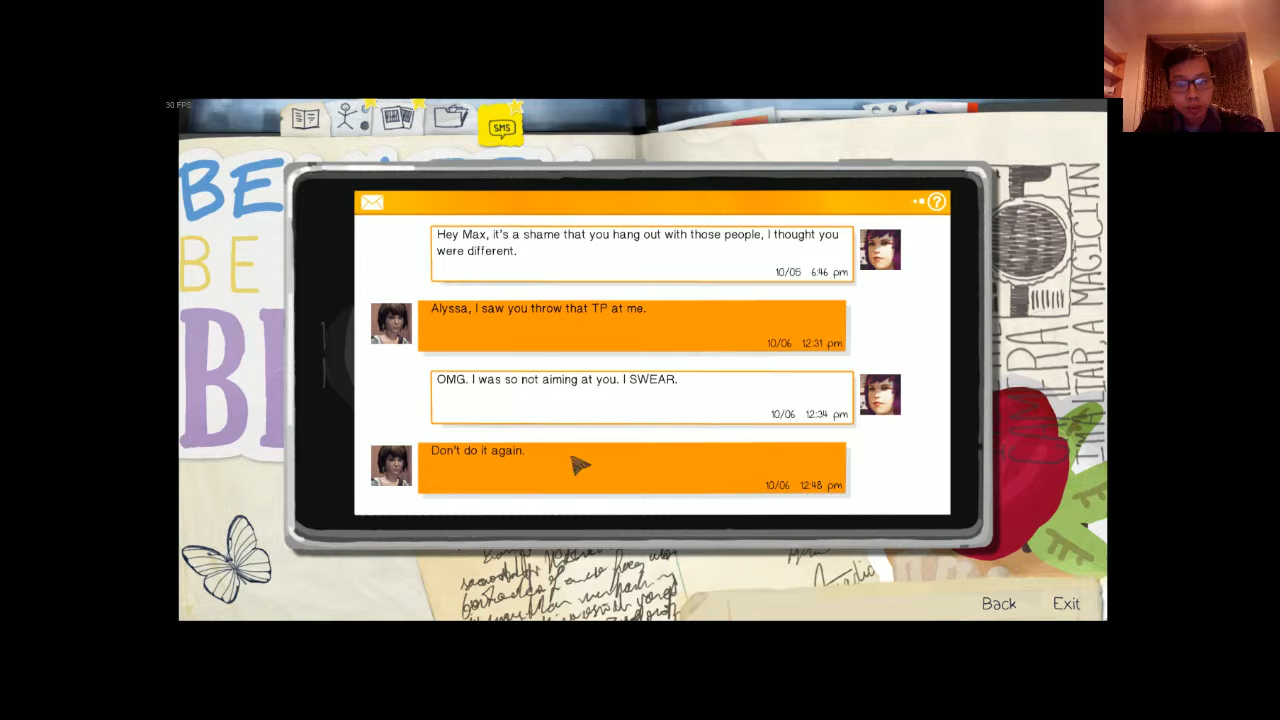 30 FPS
SMS
BE
BE
Hey Max, it's a shame that you hang out with those people, I thought you
were different.
10/05 6:46 pm
Alyssa, I saw you throw that TP at me.
10/06 12:31 pm
OMG. I was so not aiming at you. I SWEAR.
10/06 12:34 pm
Don't do it again.
10/06 12:48 pm
LIAR, A MAGICIAN
Back Exit